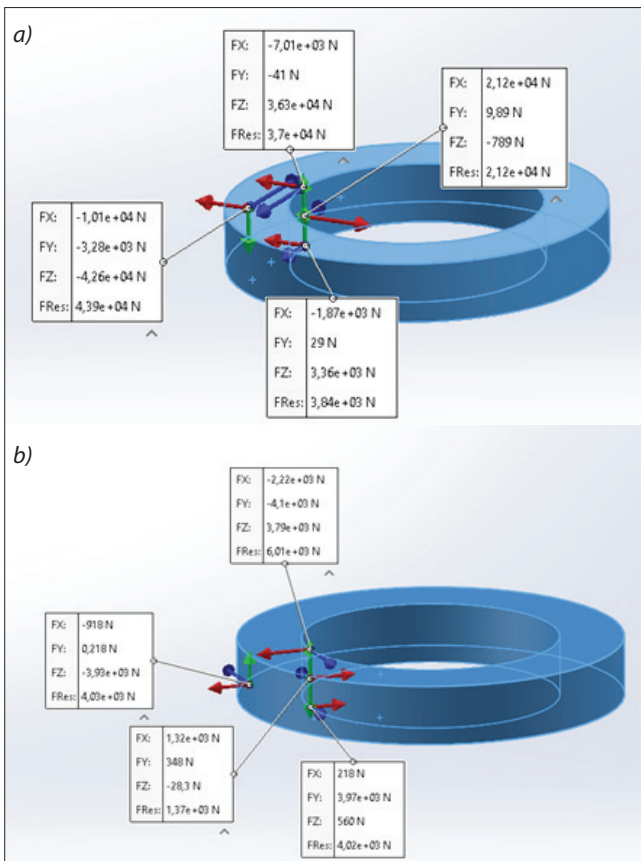 a)
FX: -7,01e+03 N
FY: -41 N
FZ: 3,63e+04 N
FRes: 3,7e+04 N
FX: 2,12e+04 N
FY: 9,89 N
FZ: -789 N
FRes: 2,12e+04 N
FX: -1,01e+04 N
FY: -3,28e+03 N
FZ: -4,26e+04 N
FRes: 4,39e+04 N
FX: -1,87e+03 N
FY: 29 N
FZ: 3,36e+03 N
FRes: 3,84e+03 N
b)
FX: -2,22e+03 N
FY: -4,1e+03 N
FZ: 3,79e+03 N
FRes: 6,01e+03 N
FX: -918 N
FY: 0,218 N
FZ: -3,93e+03 N
FRes: 4,03e+03 N
FX: 1,32e+03 N
FY: 348 N
FZ: -28,3 N
FRes: 1,37e+03 N
FX: 218 N
FY: 3,97e+03 N
FZ: 560 N
FRes: 4,02e+03 N